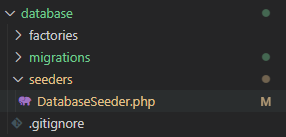 database
factories
migrations
seeders
DatabaseSeeder.php M
.gitignore